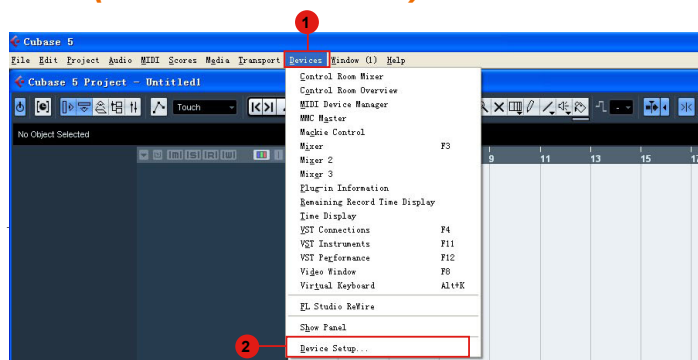 1
Cubase 5
File Edit Project Audio MIDI Scores Media Transport Devices Window (1) Help
Cubase 5 Project - Untitled1
Touch
No Object Selected
9 11 13 15 17
Control Room Mixer
Control Room Overview
MIDI Device Manager
MMC Master
Mackie Control
Mixer F3
Mixer 2
Mixer 3
Plug-in Information
Remaining Record Time Display
Time Display
VST Connections F4
VST Instruments F11
VST Performance F12
Video Window F8
Virtual Keyboard Alt+K
FL Studio ReWire
Show Panel
2
Device Setup...